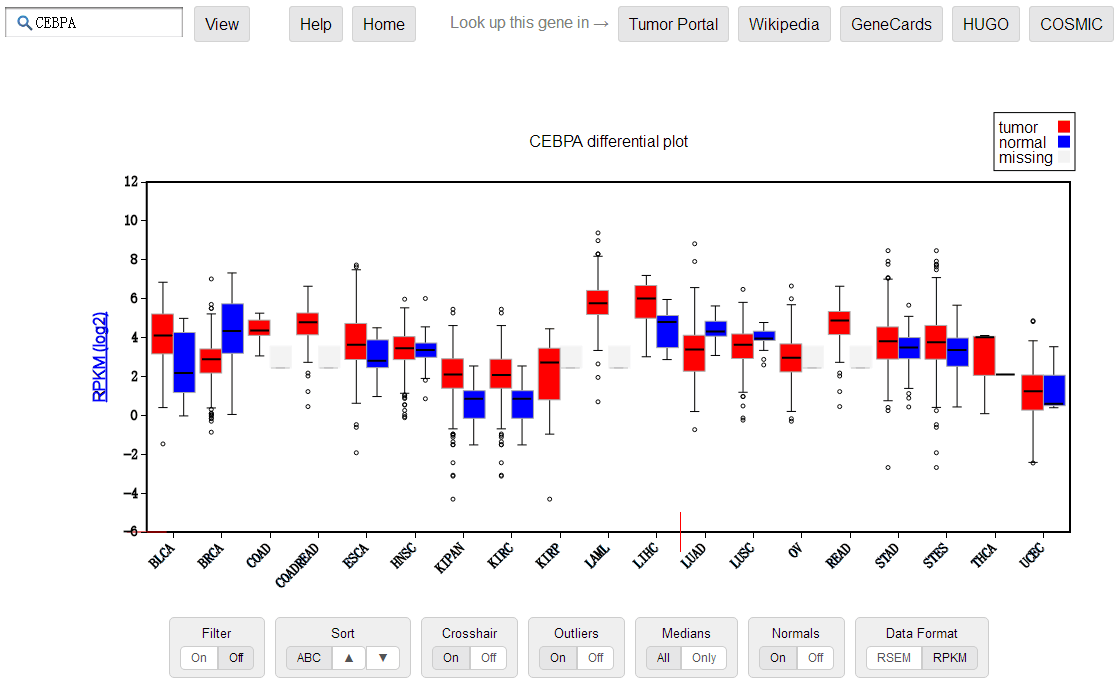 CEBPA View Help Home Look up this gene in → Tumor Portal Wikipedia GeneCards HUGO COSMIC
tumor
normal
missing
CEBPA differential plot
12
10
8
6
4
2
0
-2
-4
-6
RPKM (log2)
BLCA BRCA COAD COADREAD ESCA HNSC KIPAN KIRC KIRP LAML LIHC LUAD LUSC OV READ STAD STES THCA UCEC
Filter Sort Crosshair Outliers Medians Normals Data Format
On Off ABC ▲ ▼ On Off On Off All Only On Off RSEM RPKM